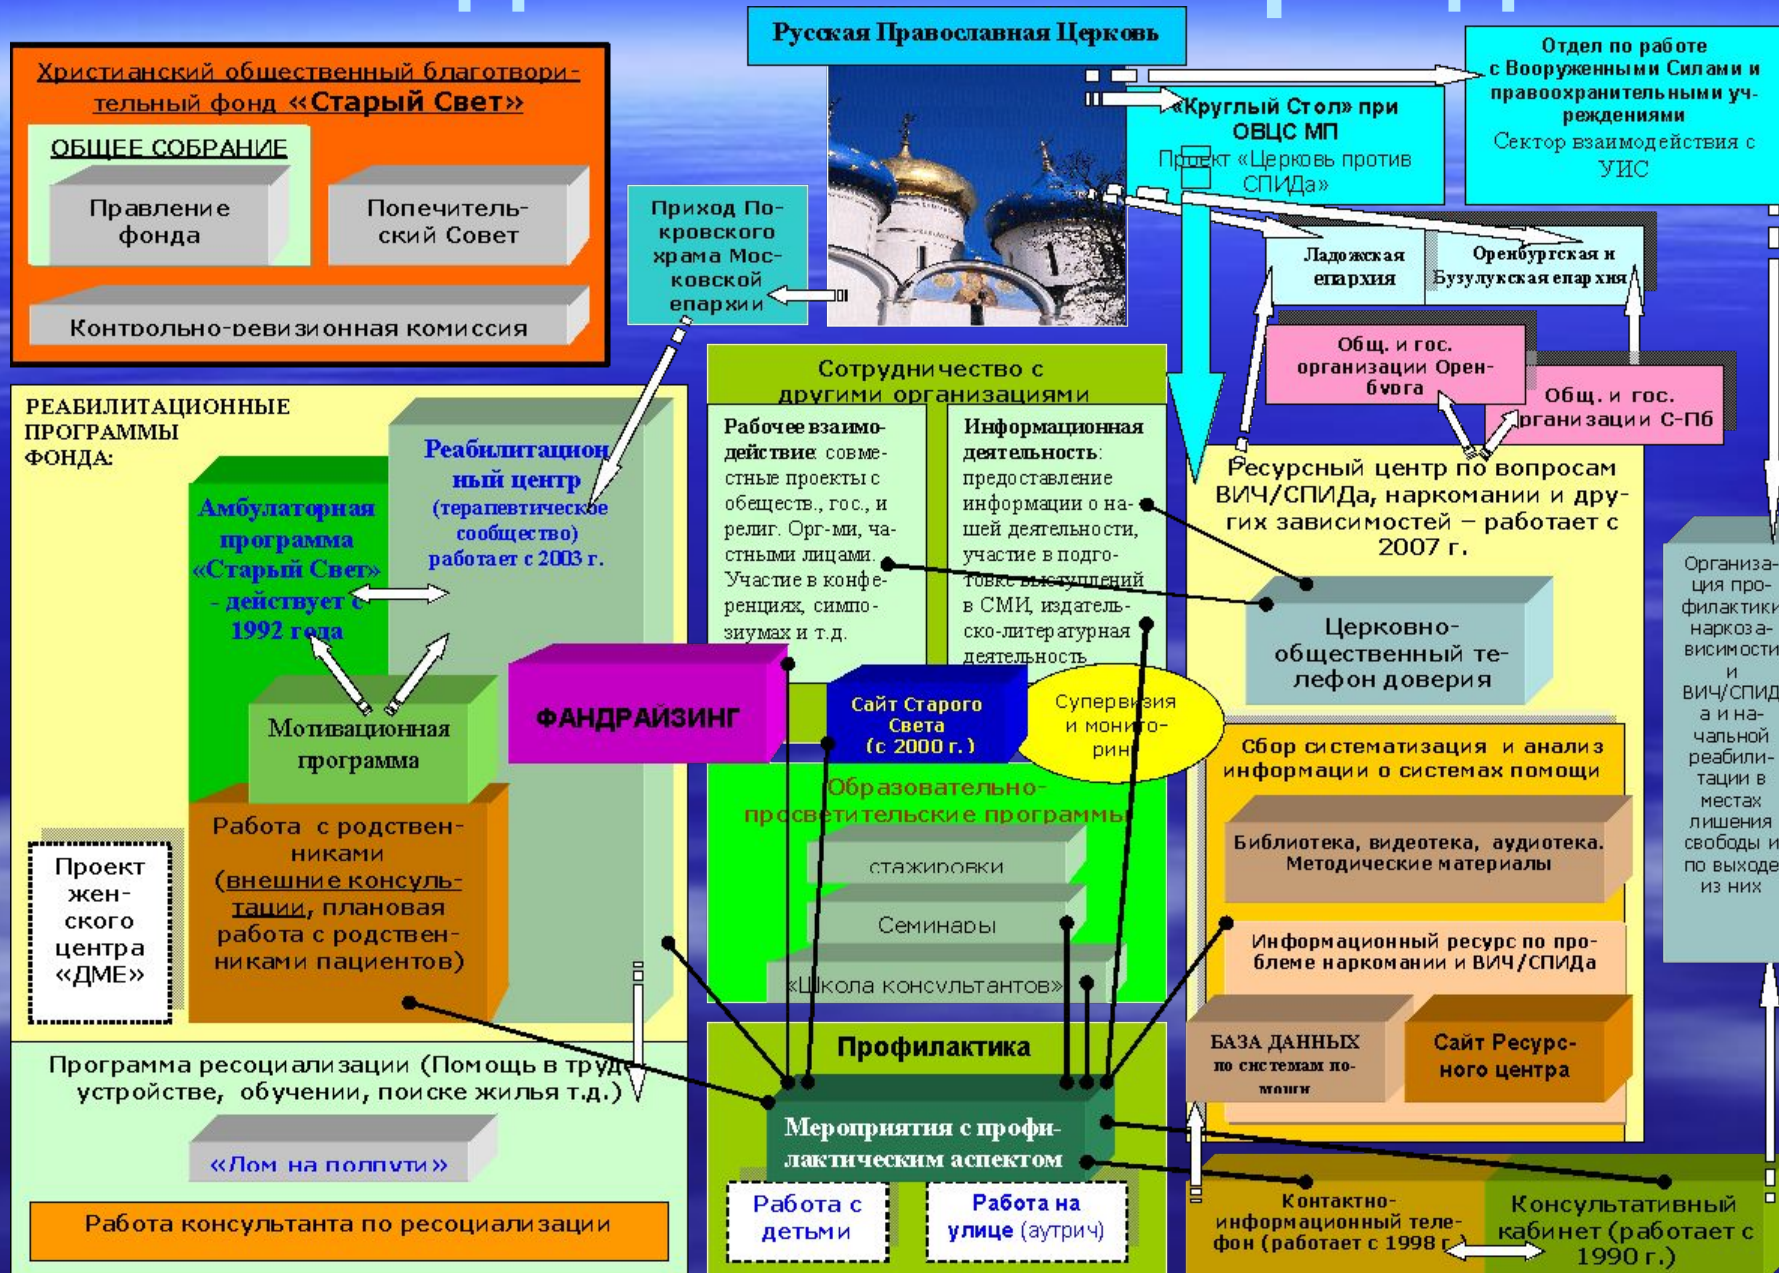 Русская Православная Церковь
Христианский общественный благотвори-
тельный фонд «Старый Свет»
ОБЩЕЕ СОБРАНИЕ
Правление
фонда
Попечитель-
ский Совет
Контрольно-ревизионная комиссия
Приход По-
кровского
храма Мос-
ковской
епархии
«Круглый Стол» при
ОВЦС МП
Проект «Церковь против
СПИДа»
Отдел по работе
с Вооруженными Силами и
правоохранительными уч-
реждениями
Сектор взаимодействия с
УИС
Ладожская
епархия
Оренбургская и
Бузулукская епархия
Общ. и гос.
организации Орен-
бурга
Общ. и гос.
организации С-Пб
РЕАБИЛИТАЦИОННЫЕ
ПРОГРАММЫ
ФОНДА:
Амбулаторная
программа
«Старый Свет»
- действует с
1992 года
Реабилитацион
ный центр
(терапевтическое
сообщество)
работает с 2003 г.
Мотивационная
программа
Работа с родствен-
никами
(внешние консуль-
тации, плановая
работа с родствен-
никами пациентов)
Проект
жен-
ского
центра
«ДМЕ»
Программа ресоциализации (Помощь в труде
устройстве, обучении, поиске жилья т.д.)
«Дом на полпути»
Работа консультанта по ресоциализации
Сотрудничество с
другими организациями
Рабочее взаимо-
действие: совме-
стные проекты с
обществ., гос., и
религ. Орг-ми, ча-
стными лицами.
Участие в конфе-
ренциях, симпо-
зиумах и т.д.
Информационная
деятельность:
предоставление
информации о на-
шей деятельности,
участие в подго-
товке выступлений
в СМИ, издатель-
ско-литературная
деятельность
ФАНДРАЙЗИНГ
Сайт Старого
Света
(с 2000 г.)
Супервизия
и монито-
ринг
Образовательно-
просветительские программы
стажировки
Семинары
«Школа консультантов»
Профилактика
Мероприятия с профи-
лактическим аспектом
Работа с
детьми
Работа на
улице (аутрич)
Ресурсный центр по вопросам
ВИЧ/СПИДа, наркомании и дру-
гих зависимостей – работает с
2007 г.
Церковно-
общественный те-
лефон доверия
Сбор систематизация и анализ
информации о системах помощи
Библиотека, видеотека, аудиотека.
Методические материалы
Информационный ресурс по про-
блеме наркомании и ВИЧ/СПИДа
БАЗА ДАННЫХ
по системам по-
мощи
Сайт Ресурс-
ного центра
Контактно-
информационный теле-
фон (работает с 1998 г.)
Консультативный
кабинет (работает с
1990 г.)
Организа-
ция про-
филактики
наркоза-
висимости
и
ВИЧ/СПИД
а и на-
чальной
реабили-
тации в
местах
лишения
свободы и
по выходе
из них